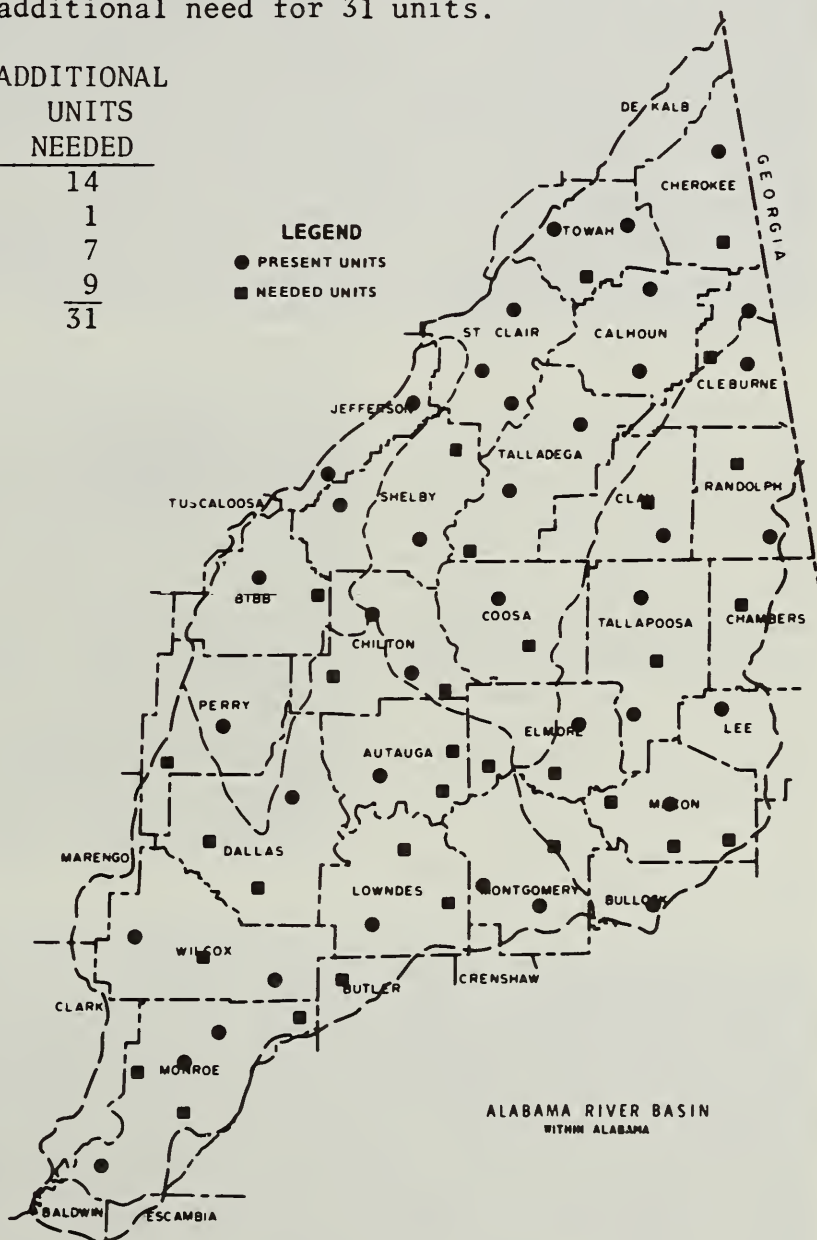 additional need for 31 units.
ADDITIONAL
UNITS
NEEDED
14
1
7
9
31
LEGEND
PRESENT UNITS
NEEDED UNITS
DE KALB
GEORGIA
CHEROKEE
TOWAH
ST CLAIR
CALHOUN
CLEBURNE
JEFFERSON
TALLADEGA
TUSCALOOSA
SHELBY
CLAY
RANDOLPH
BIBB
COOSA
TALLAPOOSA
CHAMBERS
CHILTON
PERRY
ELMORE
LEE
AUTAUGA
MACON
MARENGO
DALLAS
LOWNDES
MONTGOMERY
BULLOCK
WILCOX
CLARK
BUTLER
CRENSHAW
MONROE
ALABAMA RIVER BASIN
WITHIN ALABAMA
BALDWIN
ESCAMBIA